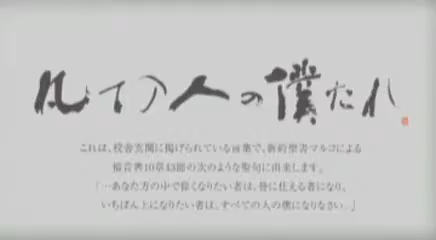 ての人の僕たれ
これは、校舎玄関に掲げられている で、新約聖書マルコによる
福音書10章43節の次のような聖句に由来します。
「…あなた方の中で偉くなりたい者は、皆に仕える者になり、
いちばん上になりたい者は、すべての人の僕になりなさい。」